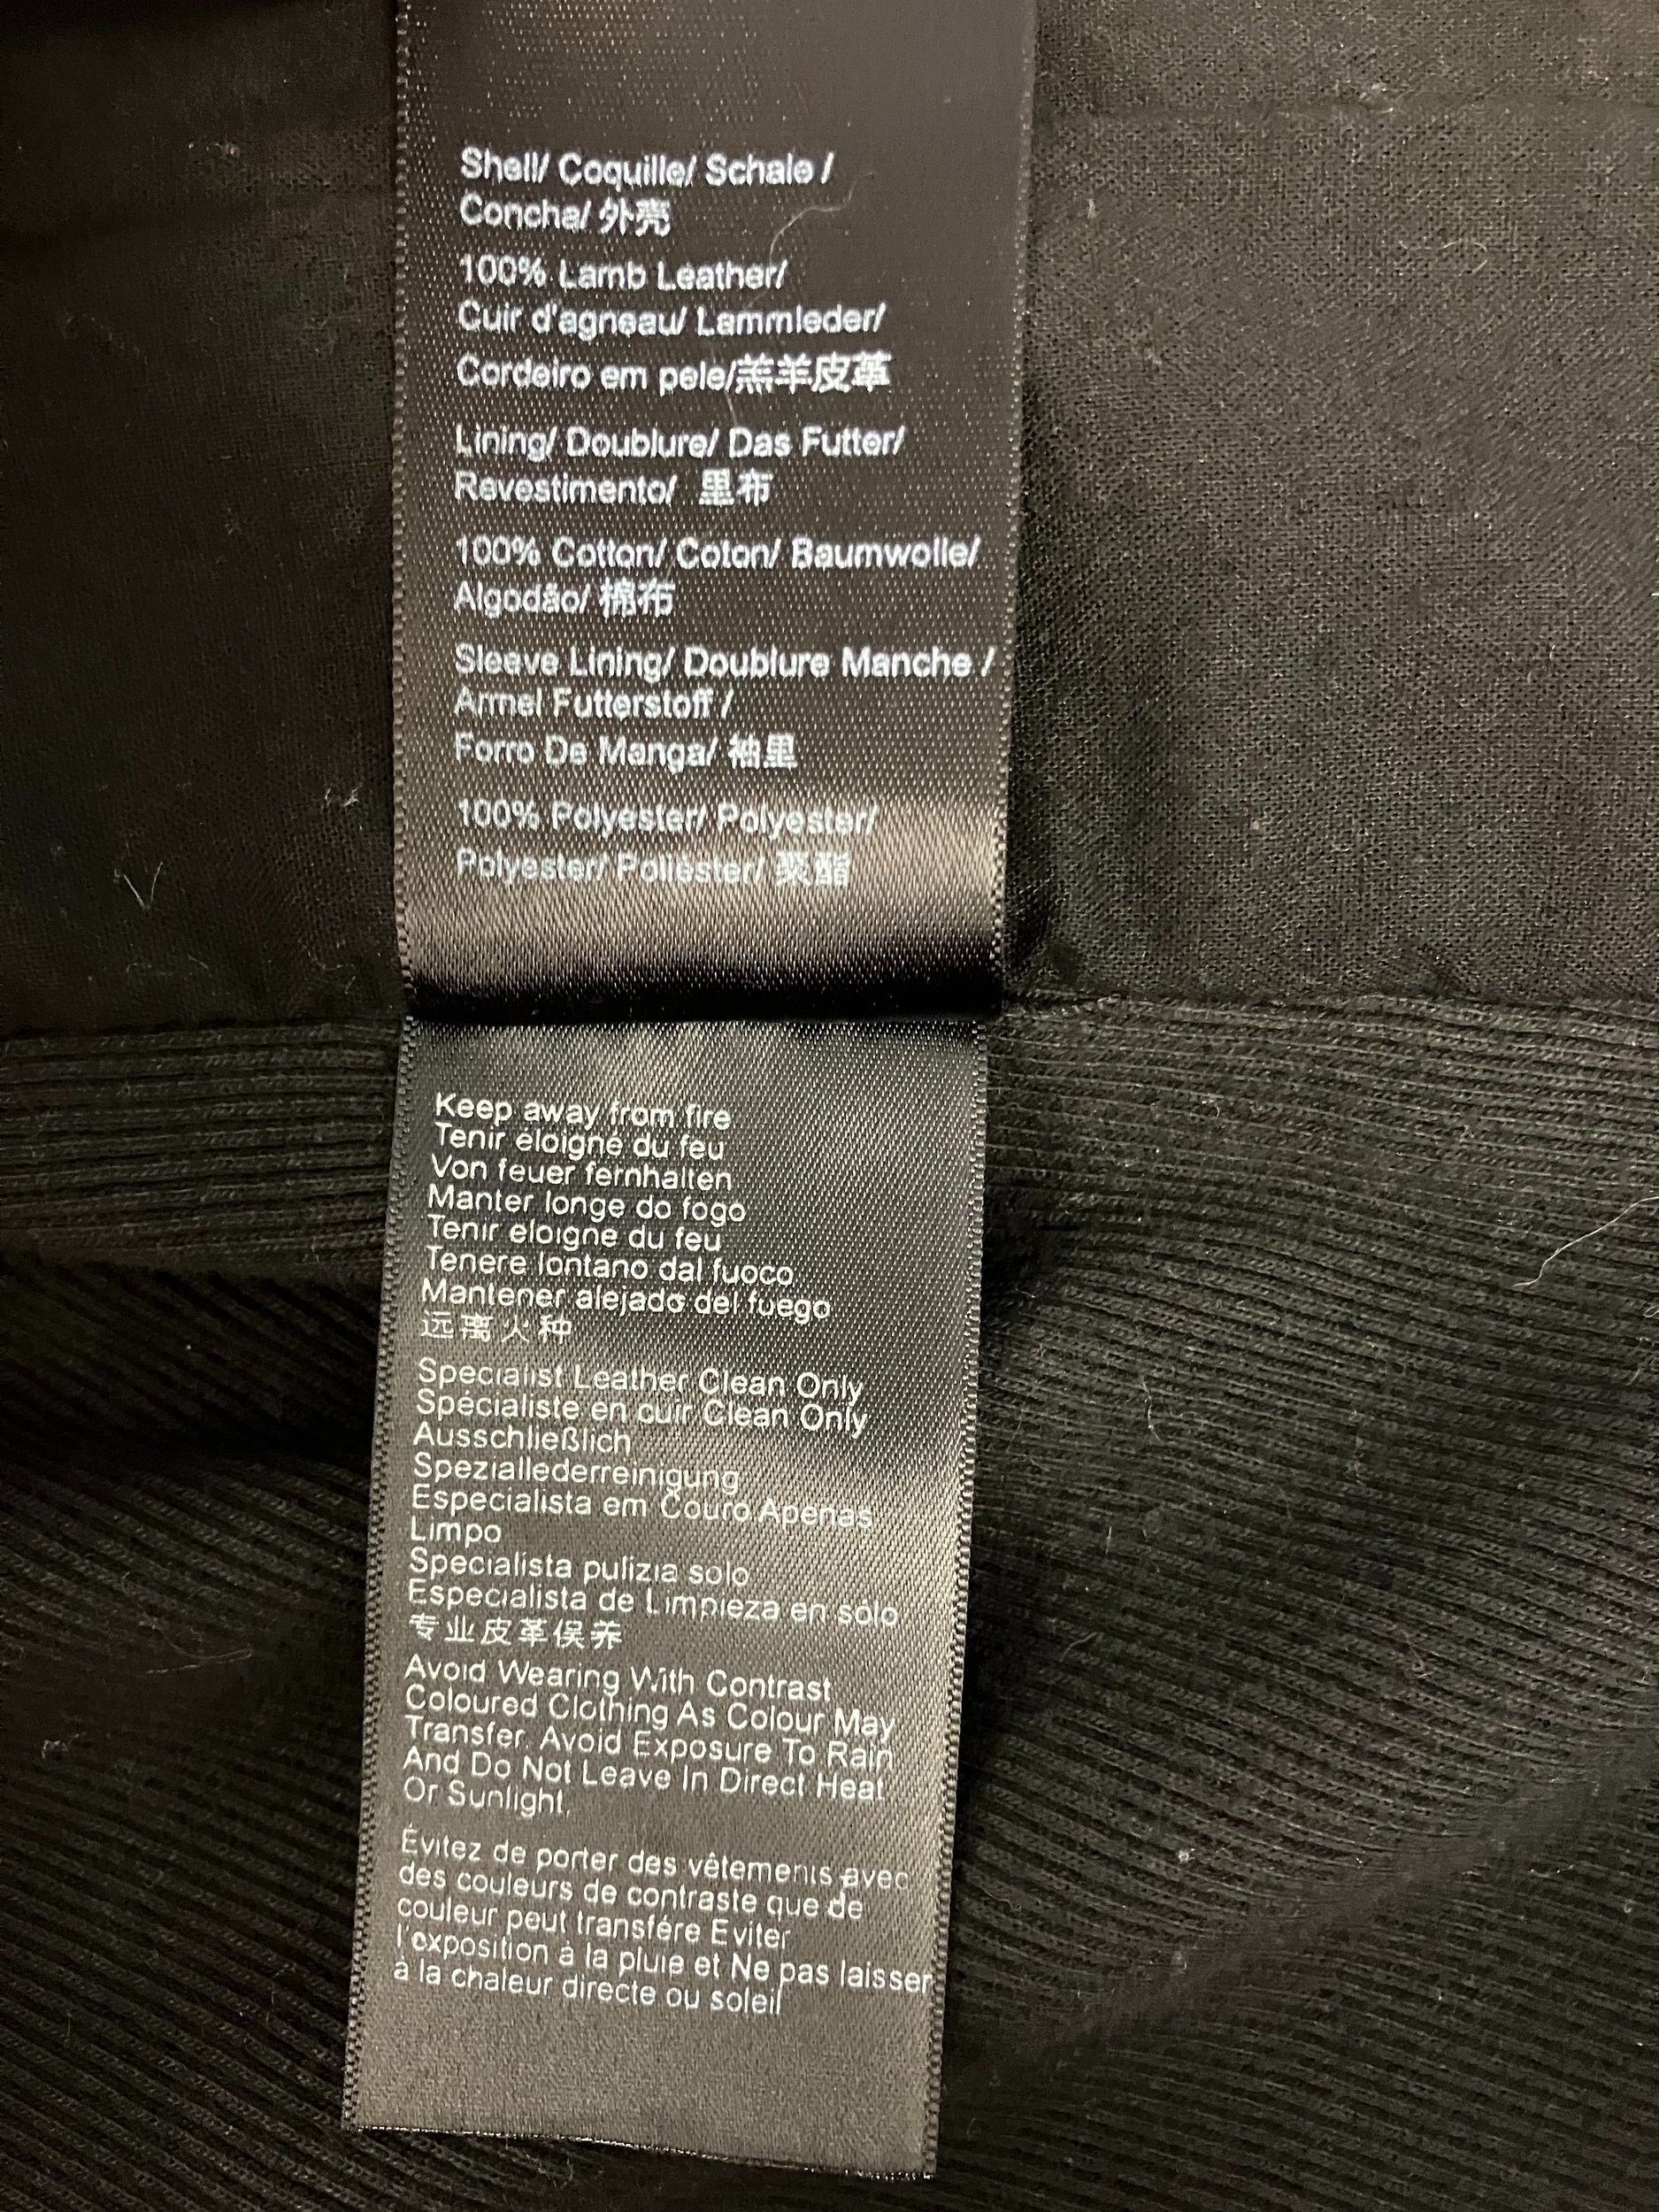 Shell/ Coquille/ Schale /
Concha/ 外壳
100% Lamb Leather/
Cuir d'agneau/ Lammleder/
Cordeiro em pele/羔羊皮革
Lining/ Doublure/ Das Futter/
Revestimento/ 里布
100% Cotton/ Coton/ Baumwolle/
Algodão/ 棉布
Sleeve Lining/ Doublure Manche /
Armel Futterstoff /
Forro De Manga/ 袖里
100% Polyester/ Polyester/
Polyester/ Poliéster/ 聚酯
Keep away from fire
Tenir éloigné du feu
Von feuer fernhalten
Manter longe do fogo
Tenir eloigne du feu
Tenere lontano dal fuoco
Mantener alejado del fuego
远离火种
Specialist Leather Clean Only
Spécialiste en cuir Clean Only
Ausschließlich
Speziallederreinigung
Especialista em Couro Apenas
Limpo
Specialista pulizia solo
Especialista de Limpieza en sólo
专业皮革保养
Avoid Wearing With Contrast
Coloured Clothing As Colour May
Transfer. Avoid Exposure To Rain
And Do Not Leave In Direct Heat
Or Sunlight.
Évitez de porter des vêtements avec
des couleurs de contraste que de
couleur peut transfére Eviter
l'exposition à la pluie et Ne pas laisser
à la chaleur directe ou soleil